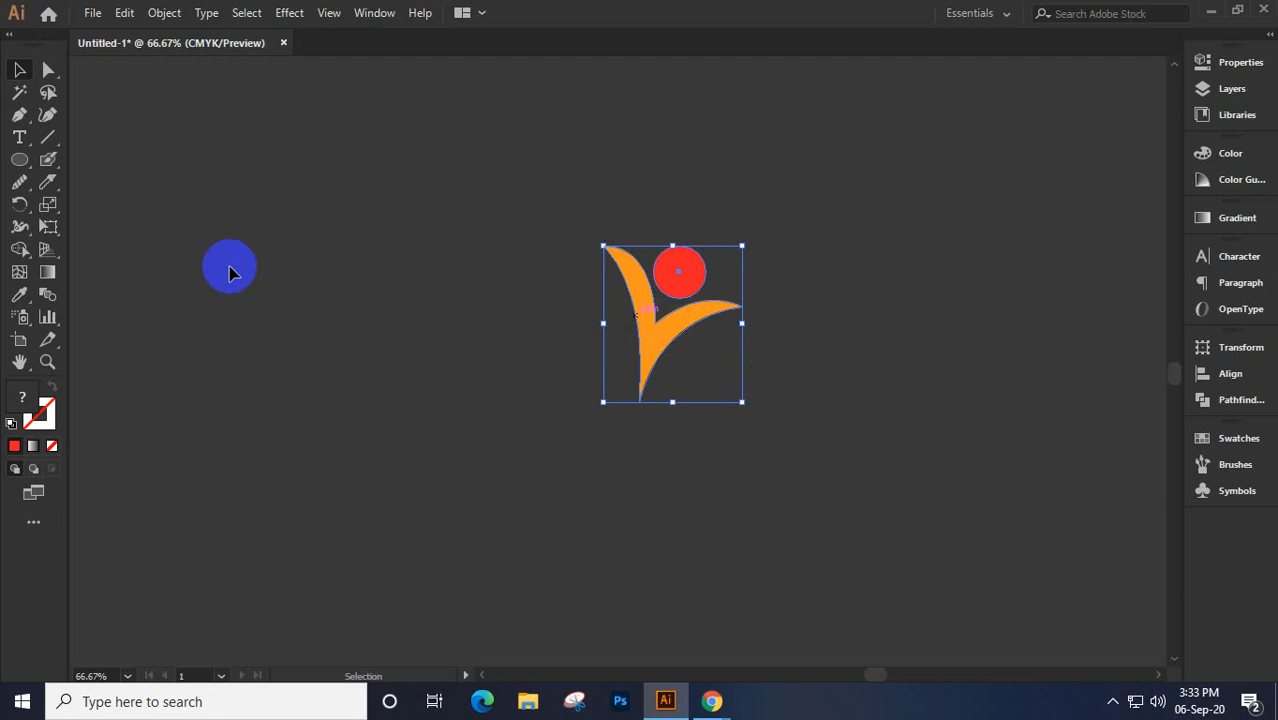 Ai File Edit Object Type Select Effect View Window Help Essentials Search Adobe Stock
Untitled-1* @ 66.67% (CMYK/Preview)
Properties
Layers
Libraries
Color
Color Gu...
Gradient
Character
Paragraph
OpenType
Transform
Align
Pathfind...
Swatches
Brushes
Symbols
?
66.67% 1 Selection
Type here to search
Ps
Ai
3:33 PM
06-Sep-20
2